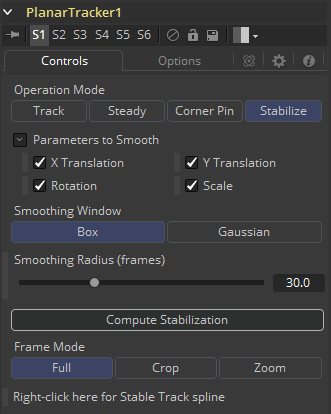 PlanarTracker1
S1 S2 S3 S4 S5 S6
Controls Options
Operation Mode
Track Steady Corner Pin Stabilize
Parameters to Smooth
X Translation Y Translation
Rotation Scale
Smoothing Window
Box Gaussian
Smoothing Radius (frames)
30.0
Compute Stabilization
Frame Mode
Full Crop Zoom
Right-click here for Stable Track spline